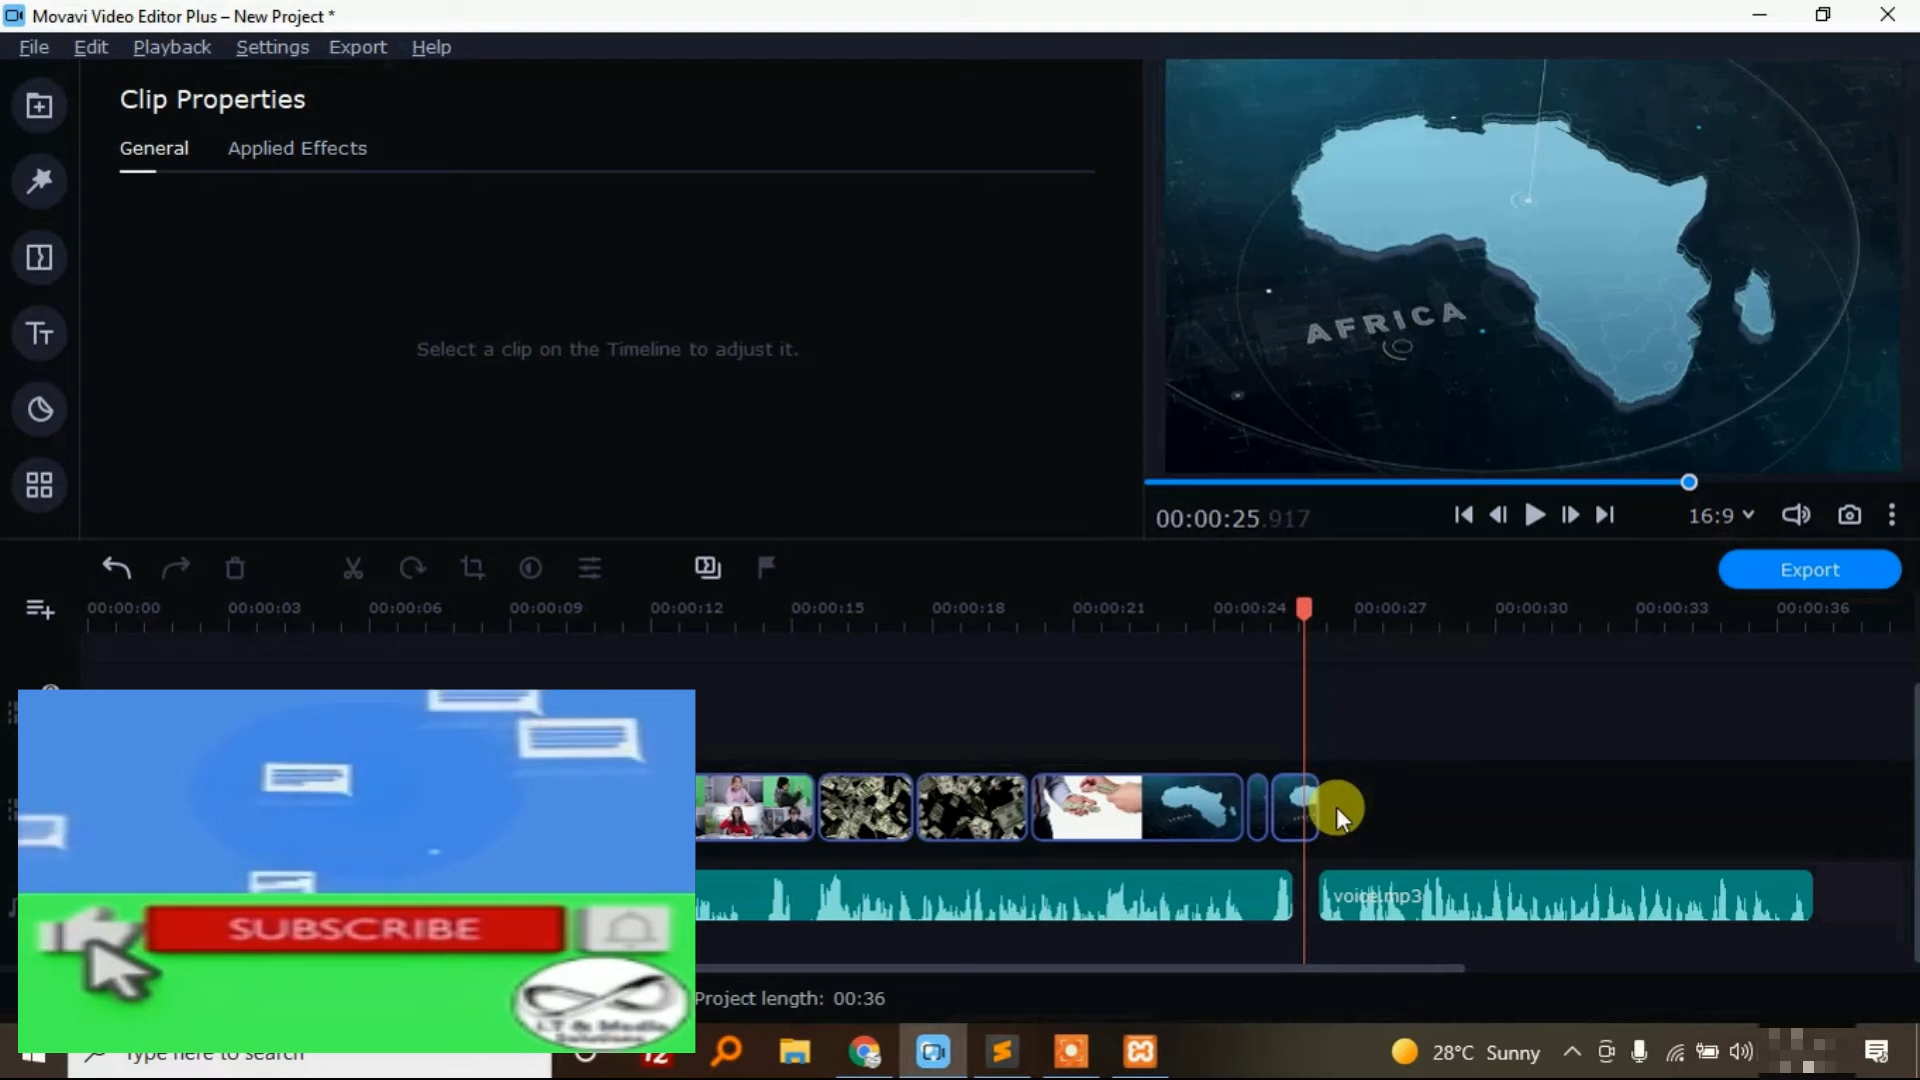 Movavi Video Editor Plus – New Project *
File Edit Playback Settings Export Help
Clip Properties
General Applied Effects
Select a clip on the Timeline to adjust it.
AFRICA
00:00:25.917
16:9
Export
00:00:00 00:00:03 00:00:06 00:00:09 00:00:12 00:00:15 00:00:18 00:00:21 00:00:24 00:00:27 00:00:30 00:00:33 00:00:36
voice.mp3
SUBSCRIBE
I.T & Media
Solutions
Project length: 00:36
Type here to search
28°C Sunny